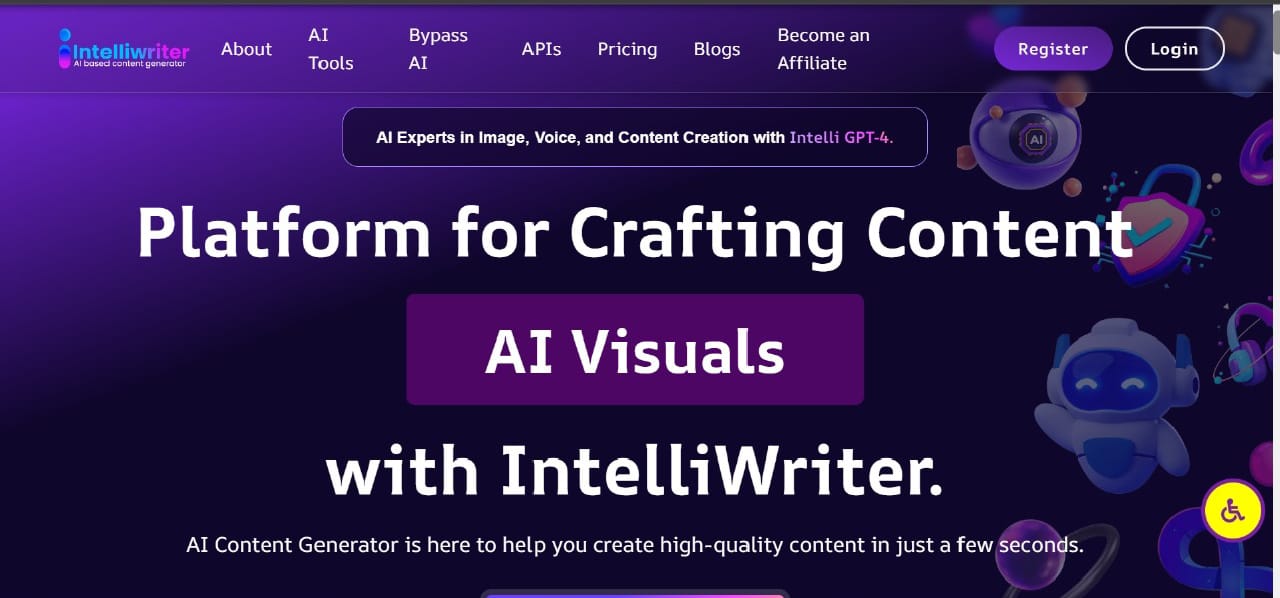 Intelliwriter
AI based content generator
About
AI
Tools
Bypass
AI
APIs
Pricing
Blogs
Become an
Affiliate
Register
Login
AI Experts in Image, Voice, and Content Creation with Intelli GPT-4.
AI
Platform for Crafting Content
AI Visuals
with IntelliWriter.
AI Content Generator is here to help you create high-quality content in just a few seconds.